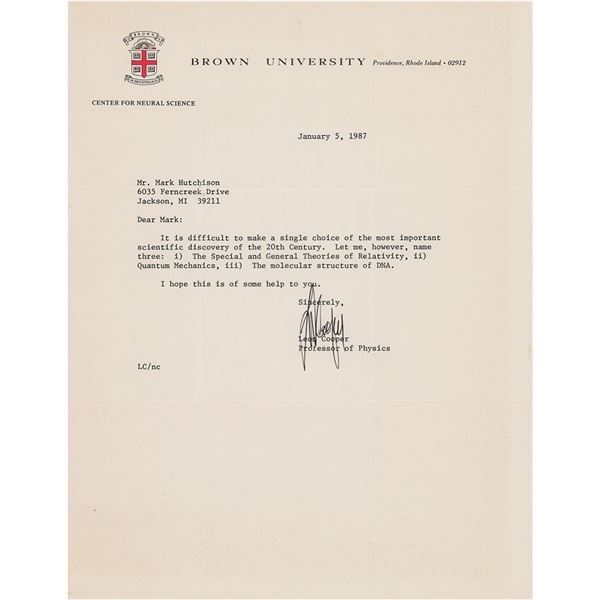 BROWN UNIVERSITY Providence, Rhode Island • 02912
CENTER FOR NEURAL SCIENCE
January 5, 1987
Mr. Mark Hutchison
6035 Ferncreek Drive
Jackson, MI 39211
Dear Mark:
It is difficult to make a single choice of the most important
scientific discovery of the 20th Century. Let me, however, name
three: i) The Special and General Theories of Relativity, ii)
Quantum Mechanics, iii) The molecular structure of DNA.
I hope this is of some help to you.
Sincerely,
Leon Cooper
Professor of Physics
LC/nc